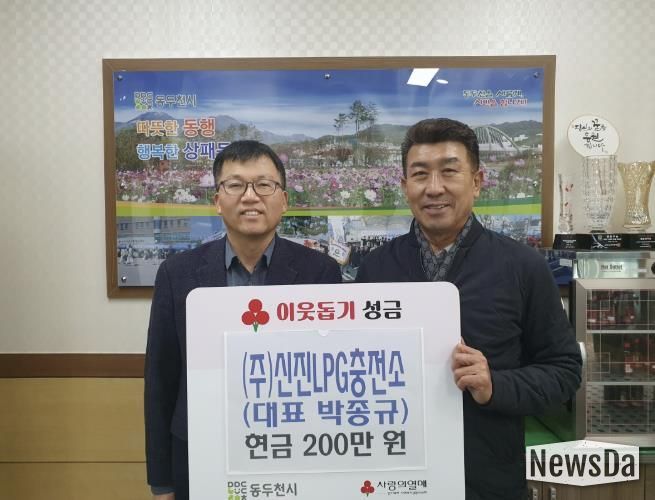 동두천시
따뜻한 동행
행복한 상패동
이웃돕기 성금
(주)신진LPG충전소
(대표 박종규)
현금 200만 원
동두천시
사랑의열매
NewsDa